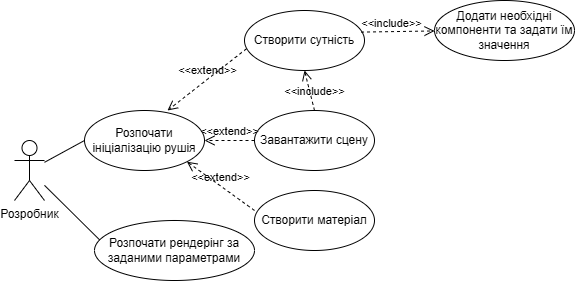 Додати необхідні
компоненти та задати їм
значення
<<include>>
Створити сутність
<<extend>>
<<include>>
Розпочати
ініціалізацію рушія
<<extend>>
Завантажити сцену
<<extend>>
Створити матеріал
Розробник
Розпочати рендерінг за
заданими параметрами